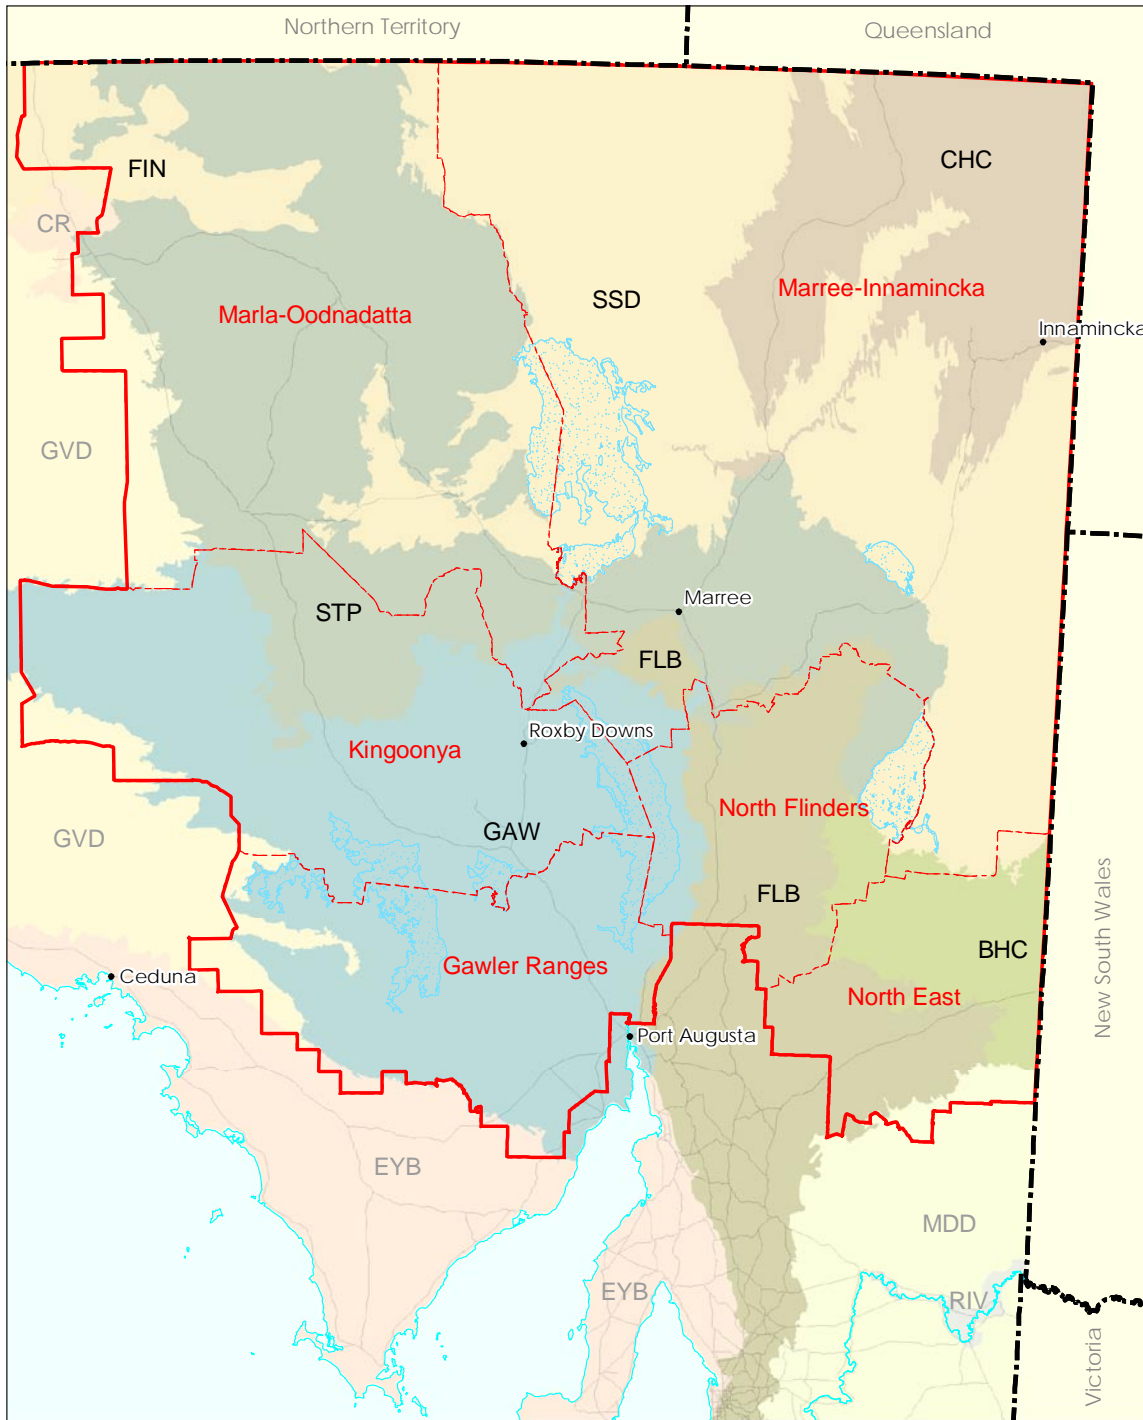 Northern Territory
Queensland
FIN
CHC
CR
Marree-Innamincka
SSD
Marla-Oodnadatta
Innamincka
GVD
Marree
STP
FLB
Roxby Downs
Kingoonya
North Flinders
GAW
GVD
FLB
New South Wales
BHC
Gawler Ranges
Ceduna
North East
Port Augusta
EYB
MDD
EYB
RIV
Victoria